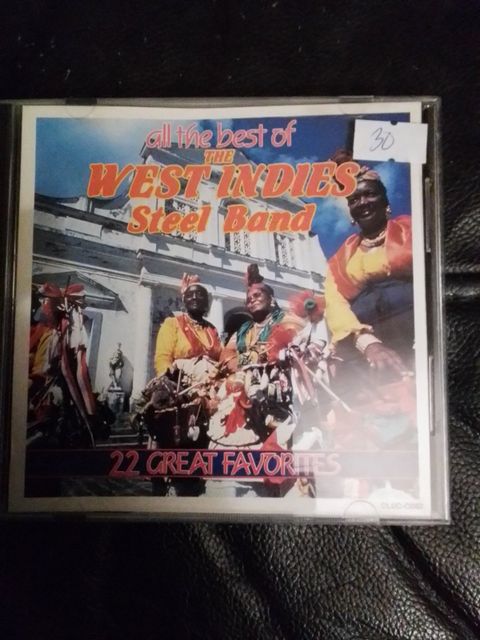 all the best of
THE
WEST INDIES
Steel Band
30
22 GREAT FAVORITES